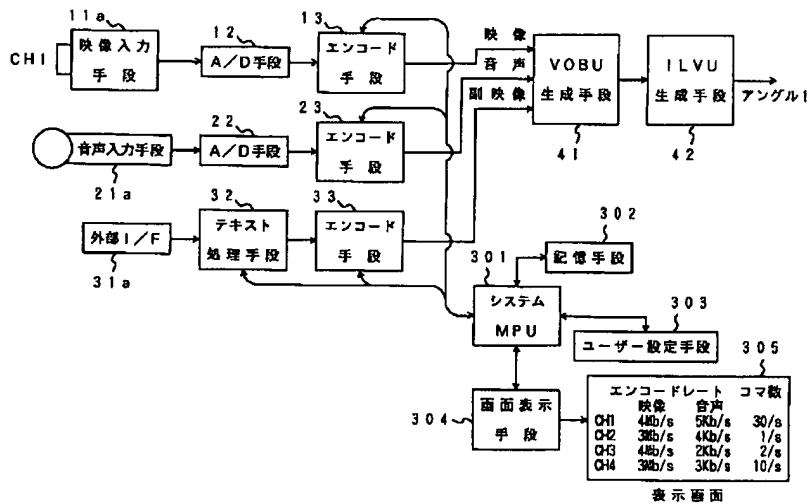 11a
12
13
CH1
映像入力
手段
A/D手段
エンコード
手段
映像
音声
副映像
VOBU
生成手段
ILVU
生成手段
アングル1
41
42
22
23
音声入力手段
21a
A/D手段
エンコード
手段
32
33
外部I/F
31a
テキスト
処理手段
エンコード
手段
301
302
記憶手段
システム
MPU
303
ユーザー設定手段
304
画面表示
手段
305
エンコードレート コマ数
映像 音声
CH1 4Mb/s 5Kb/s 30/s
CH2 3Mb/s 4Kb/s 1/s
CH3 4Mb/s 2Kb/s 2/s
CH4 3Mb/s 3Kb/s 10/s
表示画面